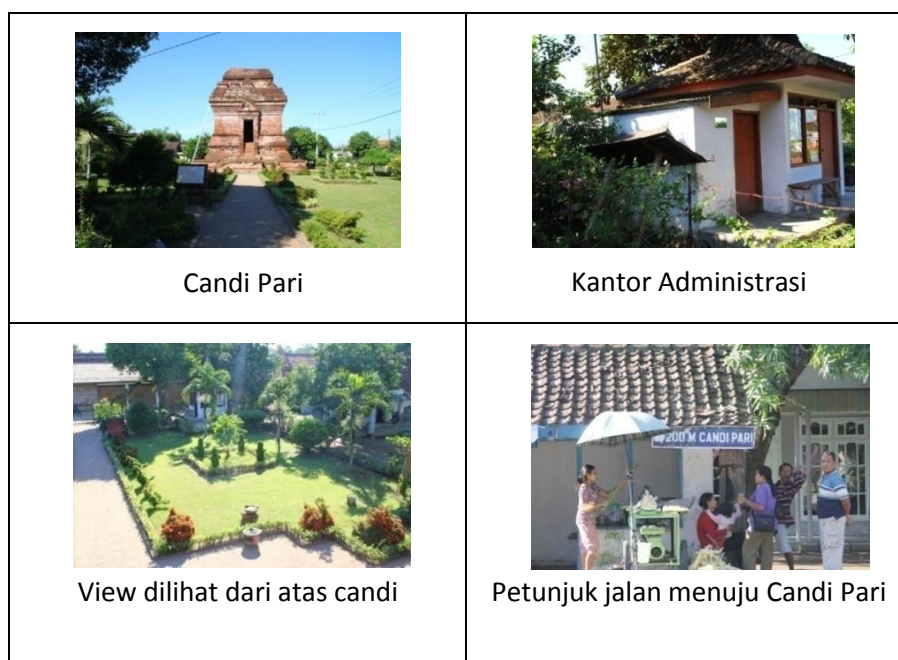 Candi Pari
Kantor Administrasi
200 M CANDI PARI
View dilihat dari atas candi
Petunjuk jalan menuju Candi Pari